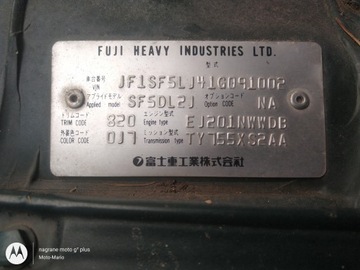 FUJI HEAVY INDUSTRIES LTD.
型式
車台番号 VIN JF1SF5LJ41G091002
アプライドモデル Applied model SF5DL2J オプションコード OPTION CODE NA
トリムコード TRIM CODE 820 エンジン型式 Engine type EJ201NWWDB
外装色コード COLOR CODE 0J7 ミッション型式 Transmission type TY755XS2AA
富士重工業株式会社
nagrane moto g⁵ plus
Moto-Mario